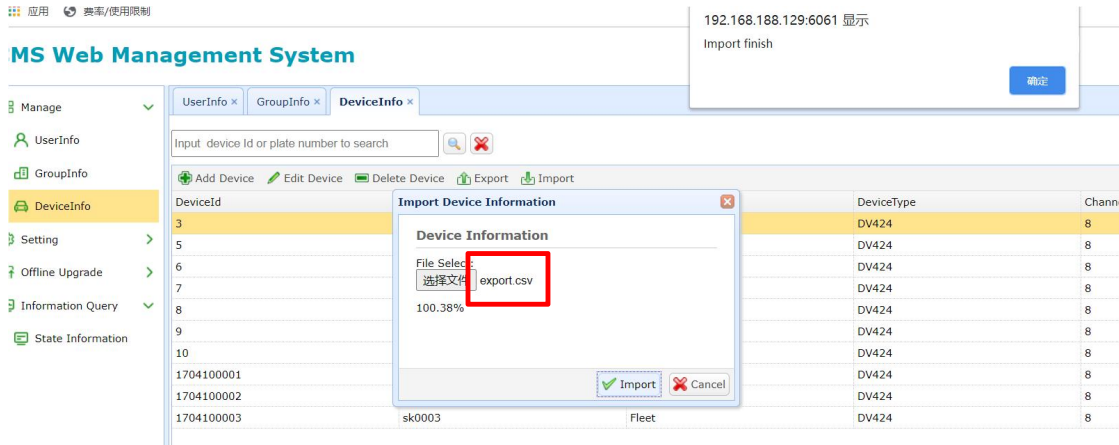 应用 费率/使用限制
192.168.188.129:6061 显示
Import finish
确定
MS Web Management System
Manage
UserInfo
GroupInfo
DeviceInfo
Setting
Offline Upgrade
Information Query
State Information
UserInfo × GroupInfo × DeviceInfo ×
Input device Id or plate number to search
Add Device Edit Device Delete Device Export Import
DeviceId DeviceType Chann
3 DV424 8
5 DV424 8
6 DV424 8
7 DV424 8
8 DV424 8
9 DV424 8
10 DV424 8
1704100001 DV424 8
1704100002 DV424 8
1704100003 sk0003 Fleet DV424 8
Import Device Information
Device Information
File Select:
选择文件 export.csv
100.38%
Import Cancel